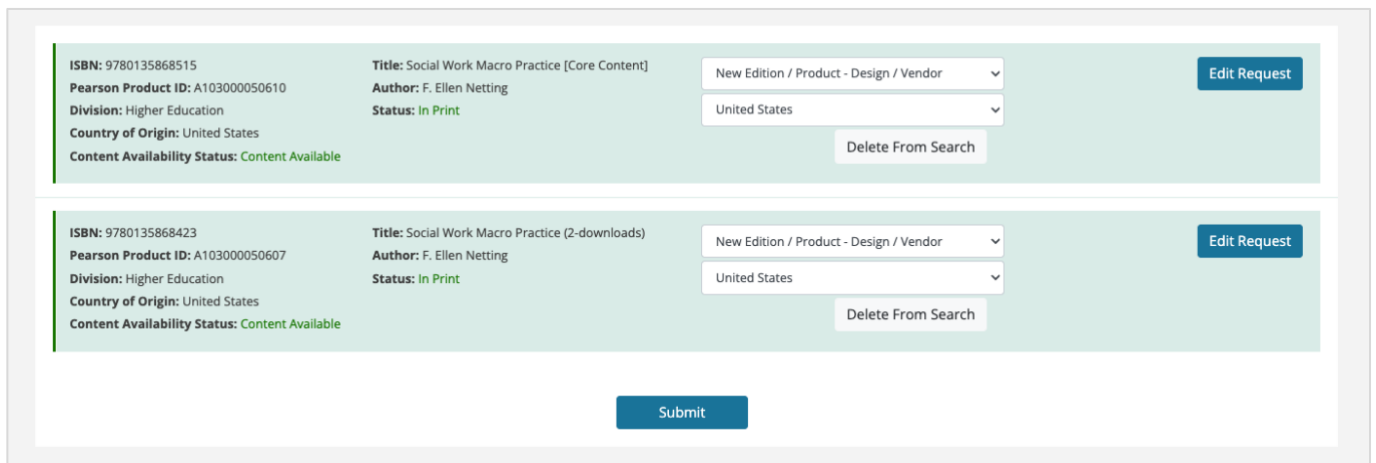 ISBN: 9780135868515
Pearson Product ID: A103000050610
Division: Higher Education
Country of Origin: United States
Content Availability Status: Content Available
Title: Social Work Macro Practice [Core Content]
Author: F. Ellen Netting
Status: In Print
New Edition / Product - Design / Vendor
United States
Delete From Search
Edit Request
ISBN: 9780135868423
Pearson Product ID: A103000050607
Division: Higher Education
Country of Origin: United States
Content Availability Status: Content Available
Title: Social Work Macro Practice (2-downloads)
Author: F. Ellen Netting
Status: In Print
New Edition / Product - Design / Vendor
United States
Delete From Search
Edit Request
Submit